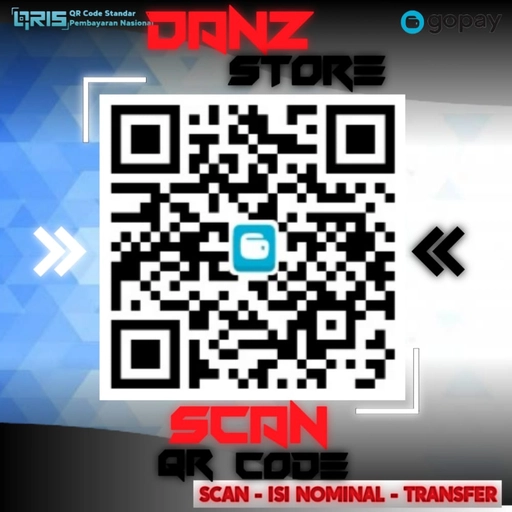 QRIS
QR Code Standar
Pembayaran Nasional
gopay
DANZ
STORE
SCAN
QR CODE
SCAN - ISI NOMINAL - TRANSFER